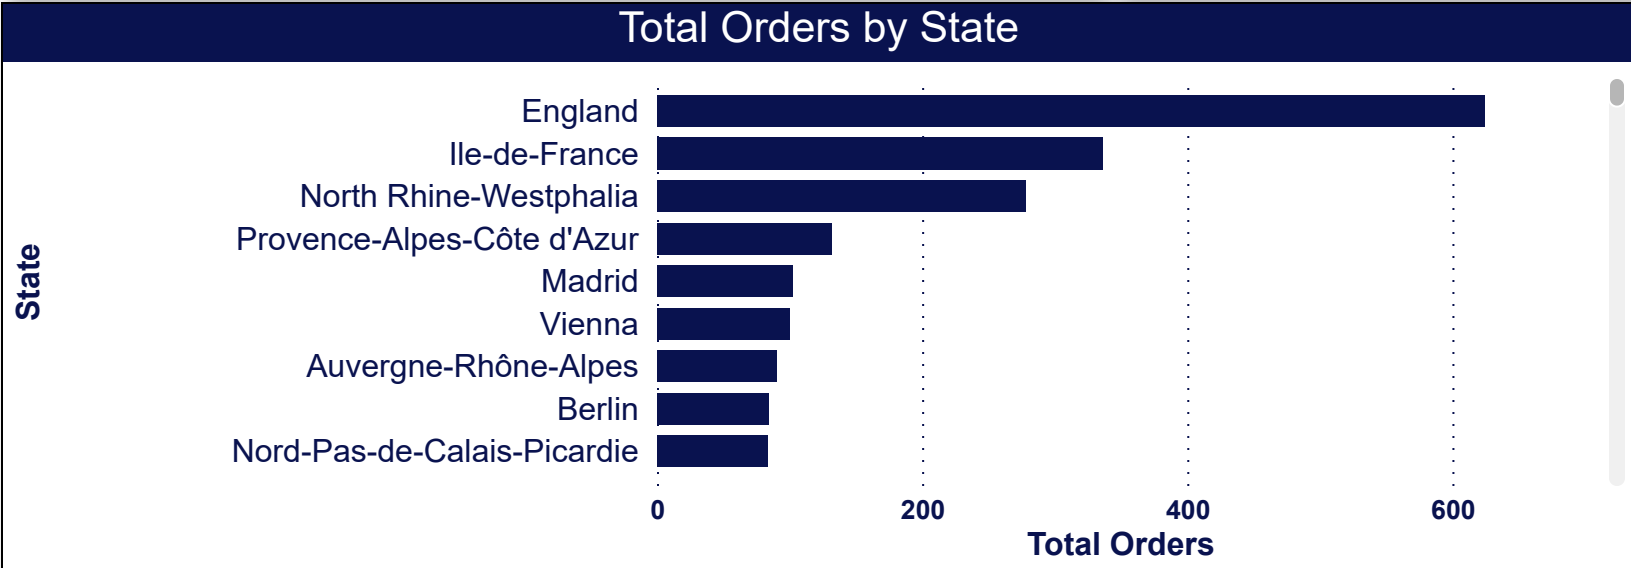 Total Orders by State
State
England
Ile-de-France
North Rhine-Westphalia
Provence-Alpes-Côte d'Azur
Madrid
Vienna
Auvergne-Rhône-Alpes
Berlin
Nord-Pas-de-Calais-Picardie
0 200 400 600
Total Orders